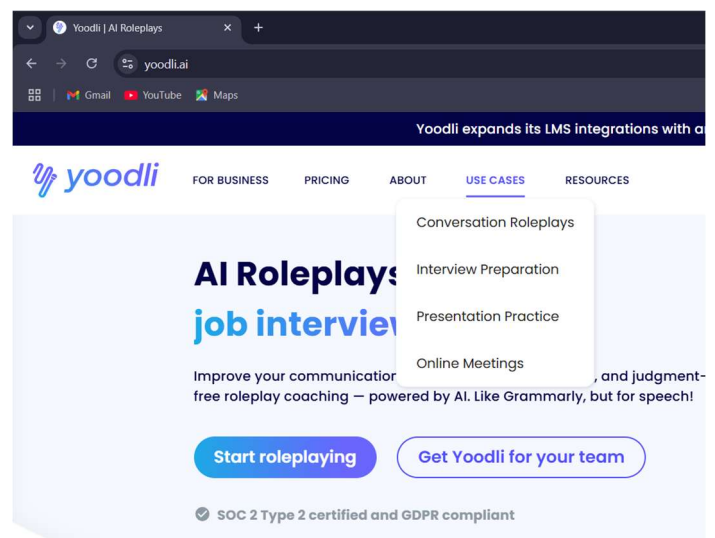 Yoodli | AI Roleplays
yoodli.ai
Gmail YouTube Maps
Yoodli expands its LMS integrations with
yoodli
FOR BUSINESS PRICING ABOUT USE CASES RESOURCES
Conversation Roleplays
Interview Preparation
Presentation Practice
Online Meetings
AI Roleplays
job intervie
Improve your communication , and judgment-
free roleplay coaching — powered by AI. Like Grammarly, but for speech!
Start roleplaying Get Yoodli for your team
SOC 2 Type 2 certified and GDPR compliant